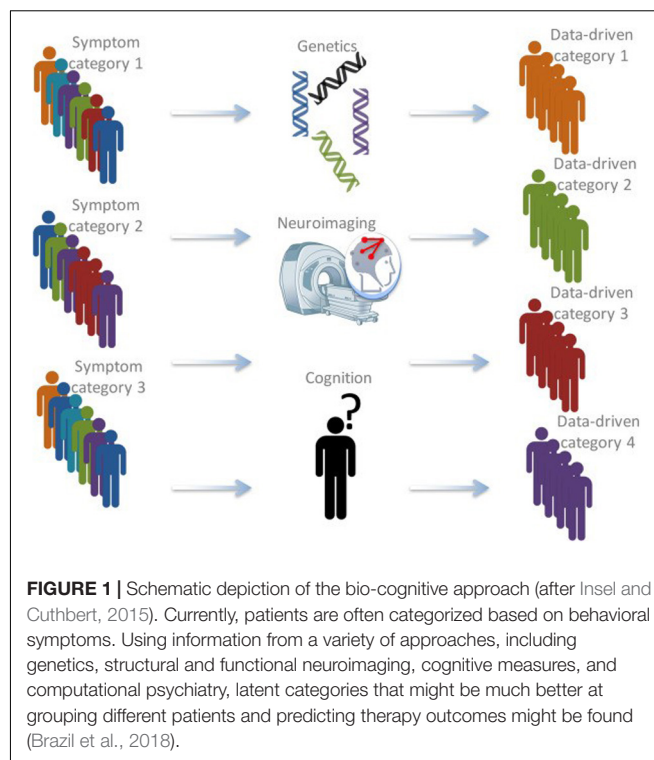 Symptom
category 1
Genetics
Data-driven
category 1
Symptom
category 2
Data-driven
category 2
Neuroimaging
Symptom
category 3
Data-driven
category 3
Cognition
?
Data-driven
category 4
FIGURE 1 | Schematic depiction of the bio-cognitive approach (after Insel and
Cuthbert, 2015). Currently, patients are often categorized based on behavioral
symptoms. Using information from a variety of approaches, including
genetics, structural and functional neuroimaging, cognitive measures, and
computational psychiatry, latent categories that might be much better at
grouping different patients and predicting therapy outcomes might be found
(Brazil et al., 2018).